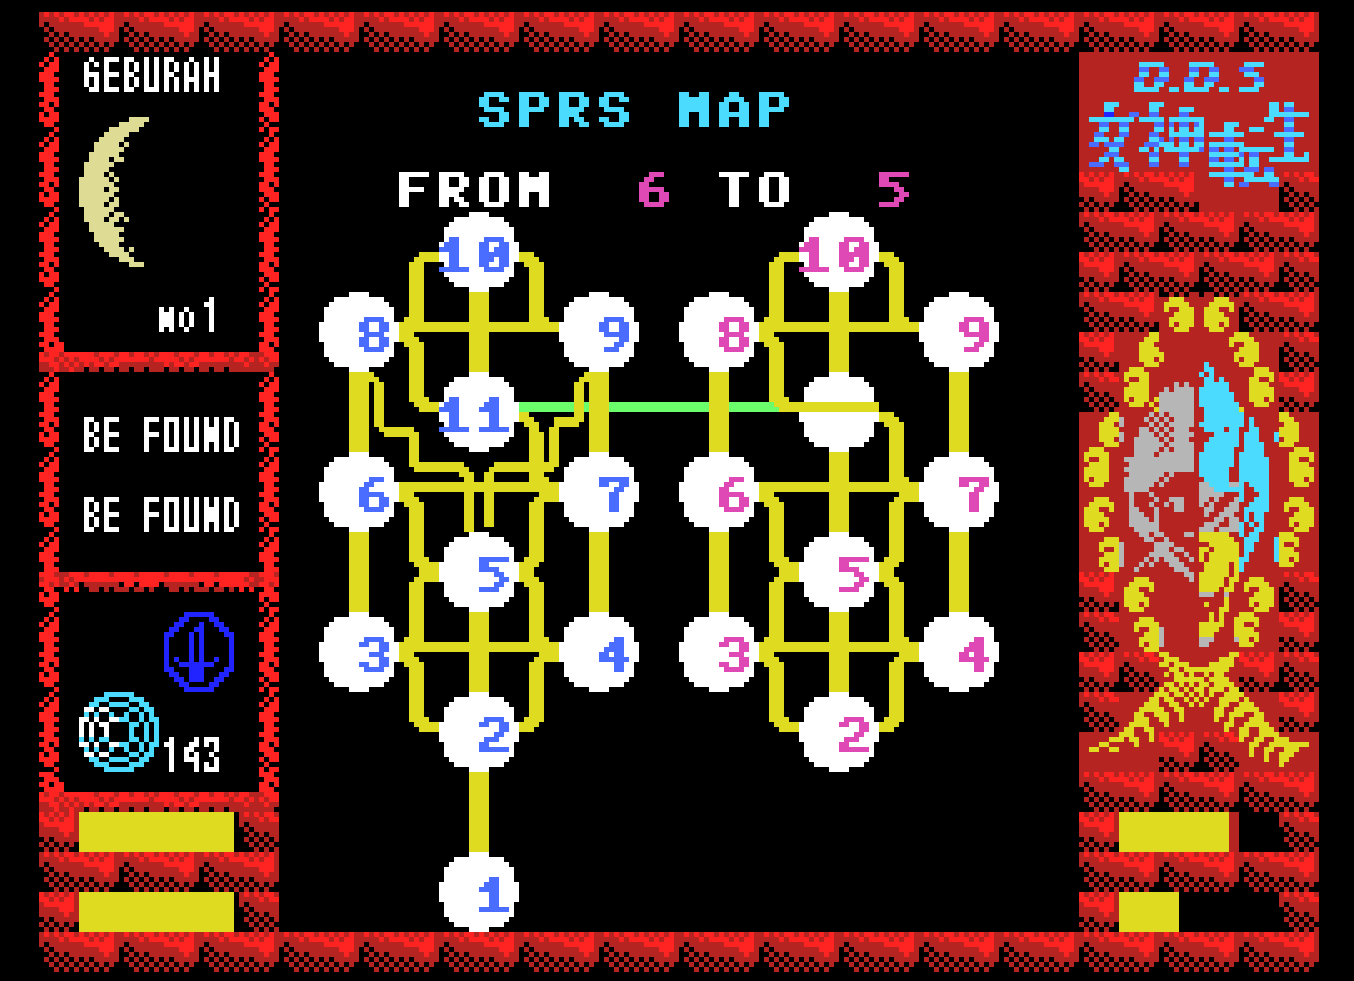 GEBURAH
No1
BE FOUND
BE FOUND
143
SPRS MAP
FROM 6 TO 5
10 10
8 9 8 9
11
6 7 6 7
5 5
3 4 3 4
2 2
1
D.D.S
女神転生